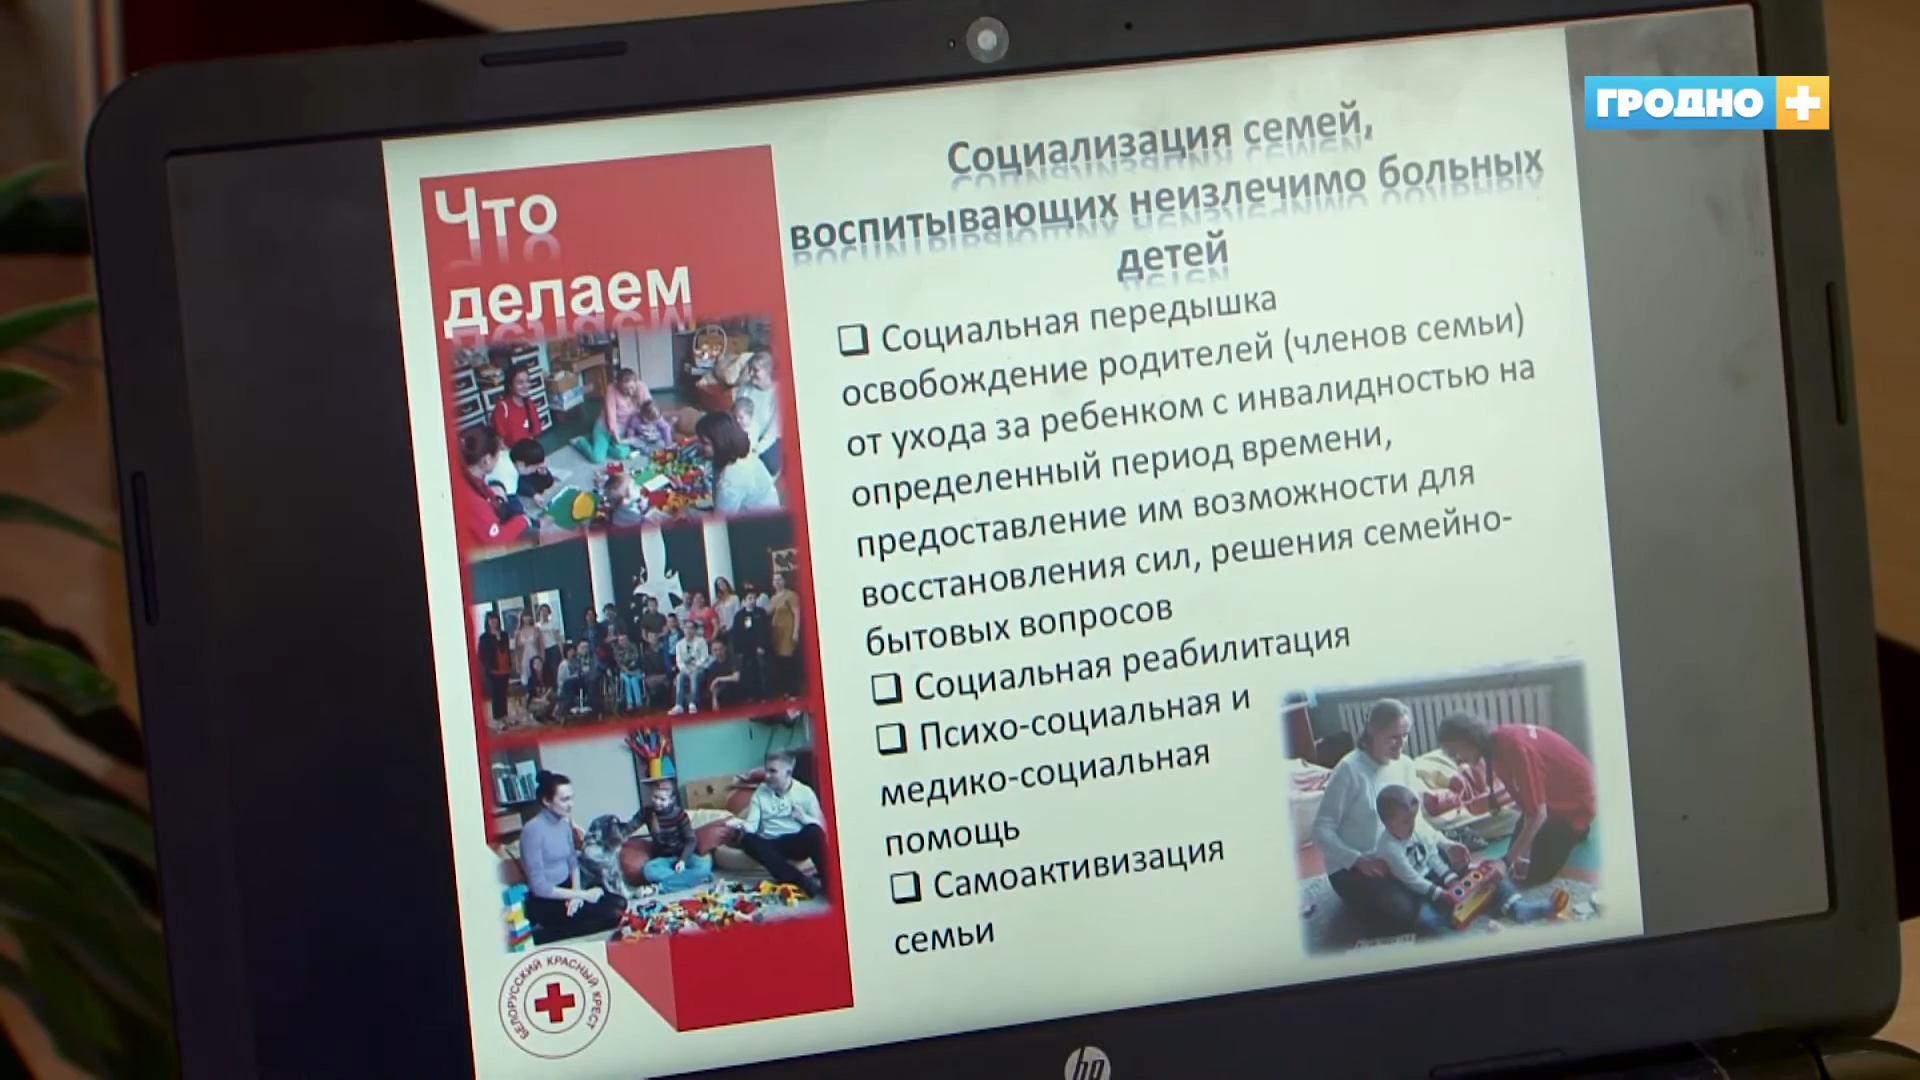 ГРОДНО +
Что
делаем
Социализация семей,
воспитывающих неизлечимо больных
детей
Социальная передышка
освобождение родителей (членов семьи)
от ухода за ребенком с инвалидностью на
определенный период времени,
предоставление им возможности для
восстановления сил, решения семейно-
бытовых вопросов
Социальная реабилитация
Психо-социальная и
медико-социальная
помощь
Самоактивизация
семьи
БЕЛОРУССКИЙ КРАСНЫЙ КРЕСТ
hp